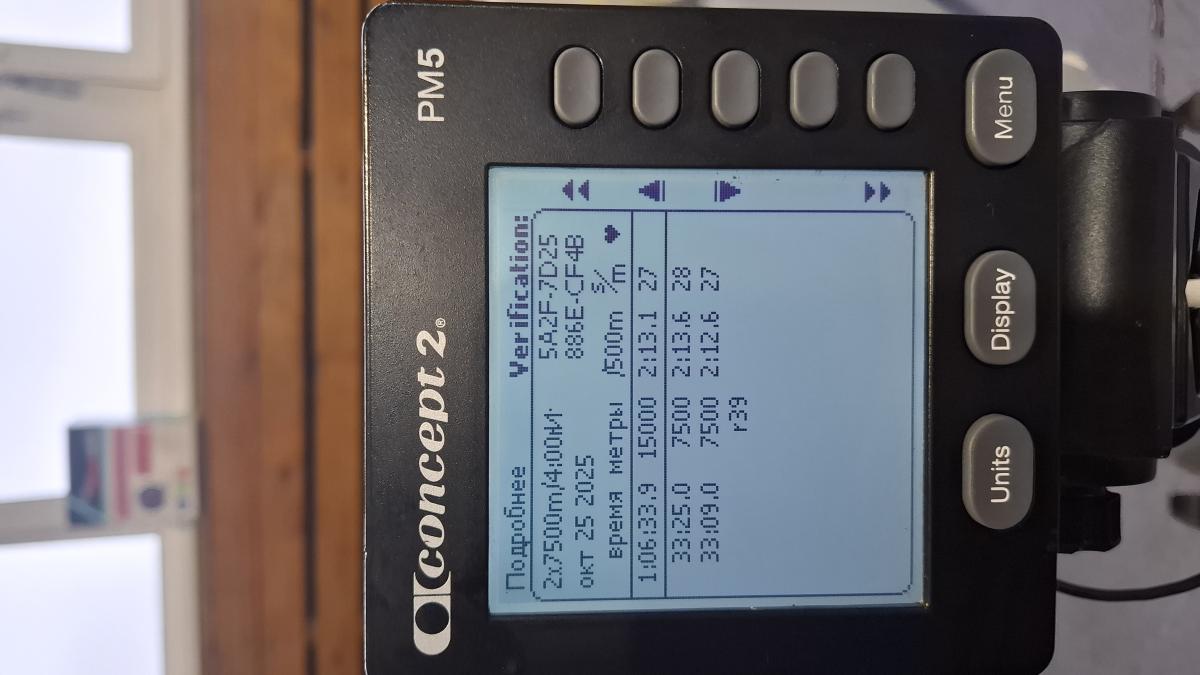 concept 2®
PM5
Подробнее Verification:
2x7500m/4:00нИ· 5A2F-7D25
окт 25 2025 886E-CF4B
время метры /500m s/m ♥
1:06:33.9 15000 2:13.1 27
33:25.0 7500 2:13.6 28
33:09.0 7500 2:12.6 27
r39
Units
Display
Menu